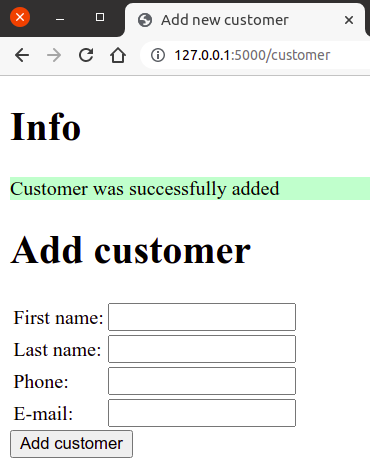 Add new customer
127.0.0.1:5000/customer
Info
Customer was successfully added
Add customer
First name:
Last name:
Phone:
E-mail:
Add customer